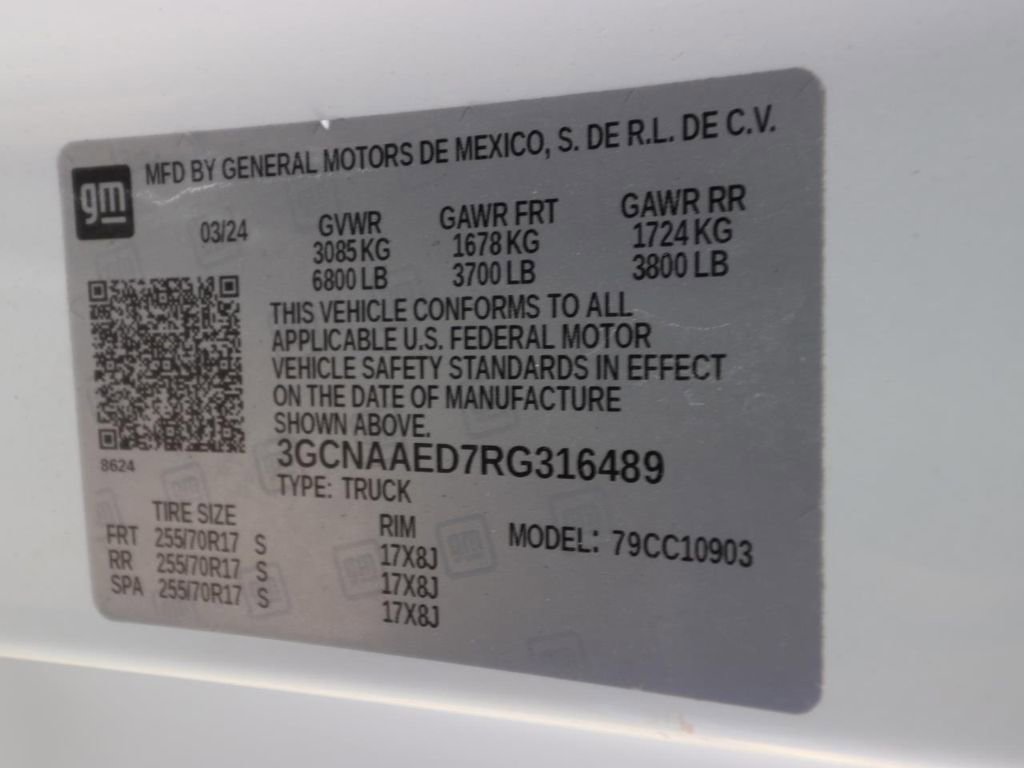 gm
MFD BY GENERAL MOTORS DE MEXICO, S. DE R.L. DE C.V.
03/24 GVWR GAWR FRT GAWR RR
3085 KG 1678 KG 1724 KG
6800 LB 3700 LB 3800 LB
THIS VEHICLE CONFORMS TO ALL
APPLICABLE U.S. FEDERAL MOTOR
VEHICLE SAFETY STANDARDS IN EFFECT
ON THE DATE OF MANUFACTURE
SHOWN ABOVE.
8624
3GCNAAED7RG316489
TYPE: TRUCK
TIRE SIZE RIM MODEL: 79CC10903
FRT 255/70R17 S 17X8J
RR 255/70R17 S 17X8J
SPA 255/70R17 S 17X8J